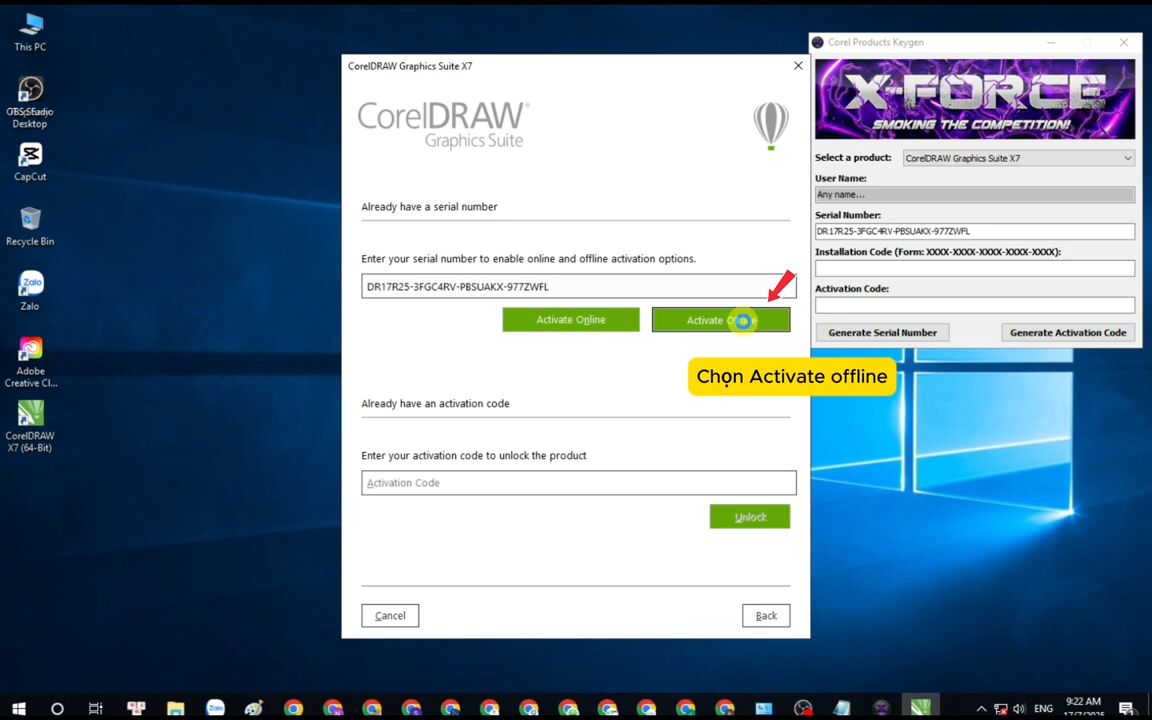 This PC
OBS Studio
Desktop
CapCut
Recycle Bin
Zalo
Adobe
Creative Cl...
CorelDRAW
X7 (64-Bit)
CorelDRAW Graphics Suite X7
CorelDRAW
Graphics Suite
Already have a serial number
Enter your serial number to enable online and offline activation options.
DR17R25-3FGC4RV-PBSUAKX-977ZWFL
Activate Online
Activate
Chọn Activate offline
Already have an activation code
Enter your activation code to unlock the product
Activation Code
Unlock
Cancel
Back
Corel Products Keygen
X-FORCE
SMOKING THE COMPETITION!
Select a product:
CorelDRAW Graphics Suite X7
User Name:
Any name...
Serial Number:
DR17R25-3FGC4RV-PBSUAKX-977ZWFL
Installation Code (Form: XXXX-XXXX-XXXX-XXXX-XXXX):
Activation Code:
Generate Serial Number
Generate Activation Code
Zalo
ENG
9:22 AM